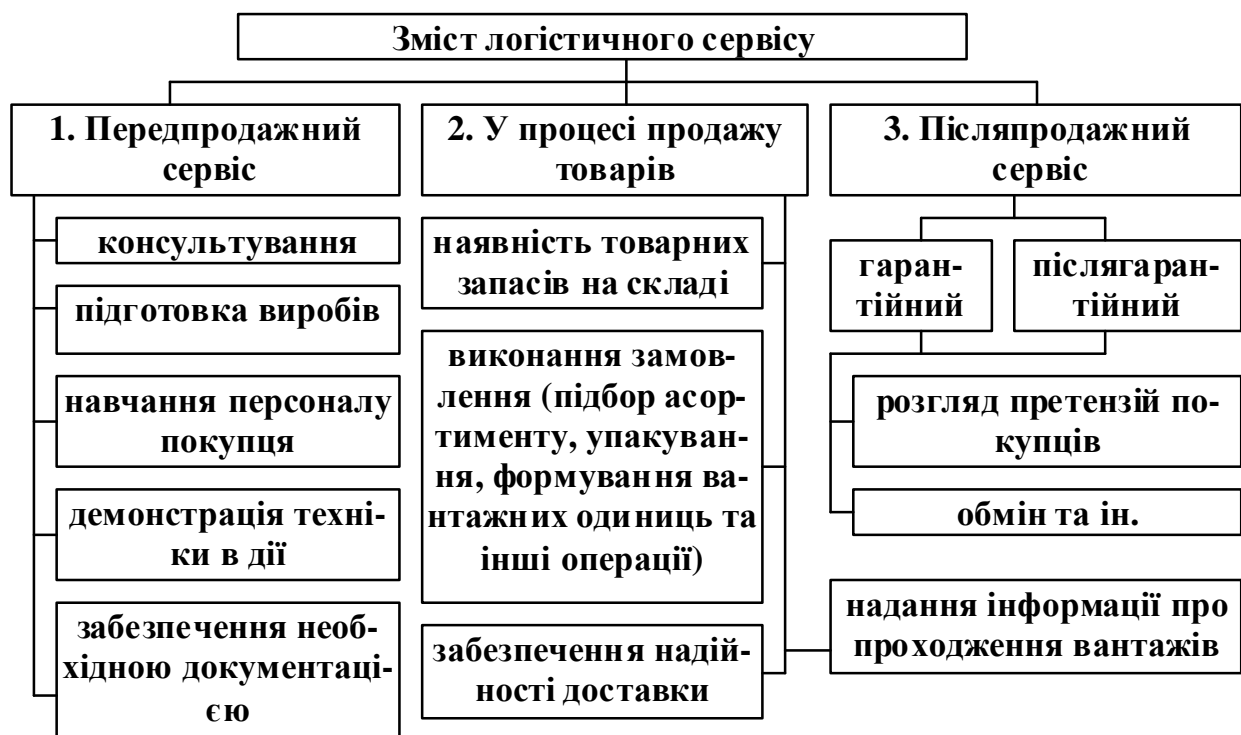 Зміст логістичного сервісу
1. Передпродажний
сервіс
консультування
підготовка виробів
навчання персоналу
покупця
демонстрація техні-
ки в дії
забезпечення необ-
хідною документаці-
єю
2. У процесі продажу
товарів
наявність товарних
запасів на складі
виконання замов-
лення (підбор асор-
тименту, упакуван-
ня, формування ва-
нтажних одиниць та
інші операції)
забезпечення надій-
ності доставки
надання інформації про
проходження вантажів
3. Післяпродажний
сервіс
гаран-
тійний
післягаран-
тійний
розгляд претензій по-
купців
обмін та ін.